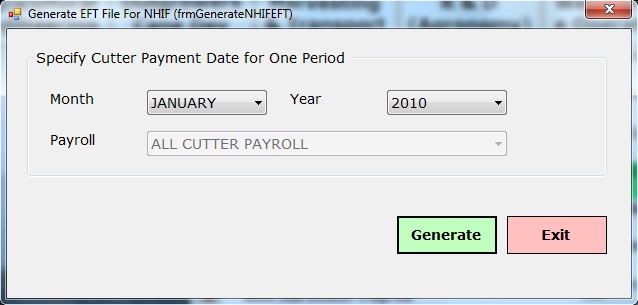 Generate EFT File For NHIF (frmGenerateNHIFEFT)
Specify Cutter Payment Date for One Period
Month JANUARY Year 2010
Payroll ALL CUTTER PAYROLL
Generate Exit